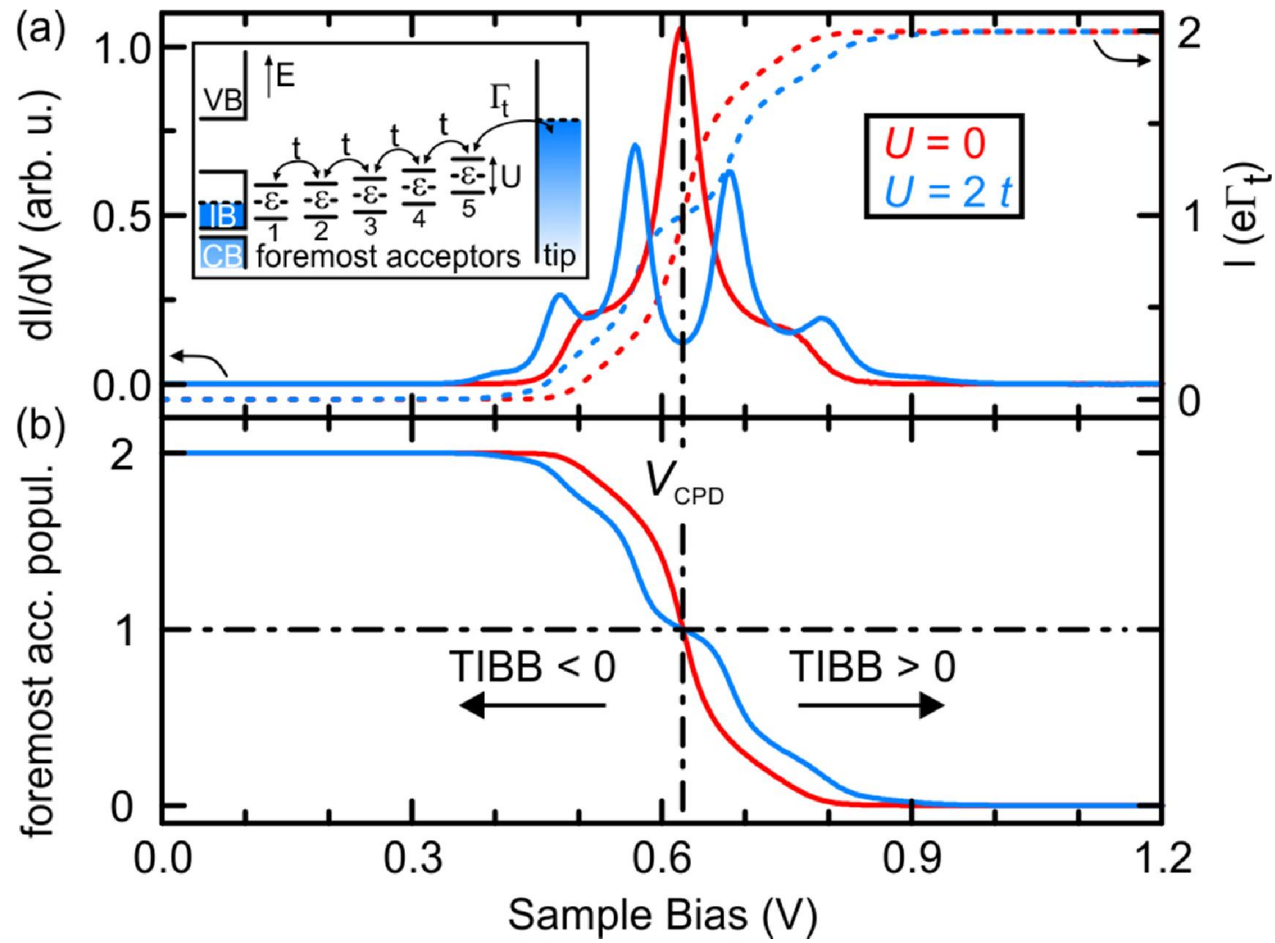 (a)
1.0
0.5
0.0
dI/dV (arb. u.)
2
1
0
I (eΓt)
VB
E
IB
CB
t t t t Γt
ε ε ε ε ε
U
1 2 3 4 5
foremost acceptors
tip
U = 0
U = 2 t
(b)
2
1
0
foremost acc. popul.
VCPD
TIBB < 0
TIBB > 0
0.0 0.3 0.6 0.9 1.2
Sample Bias (V)